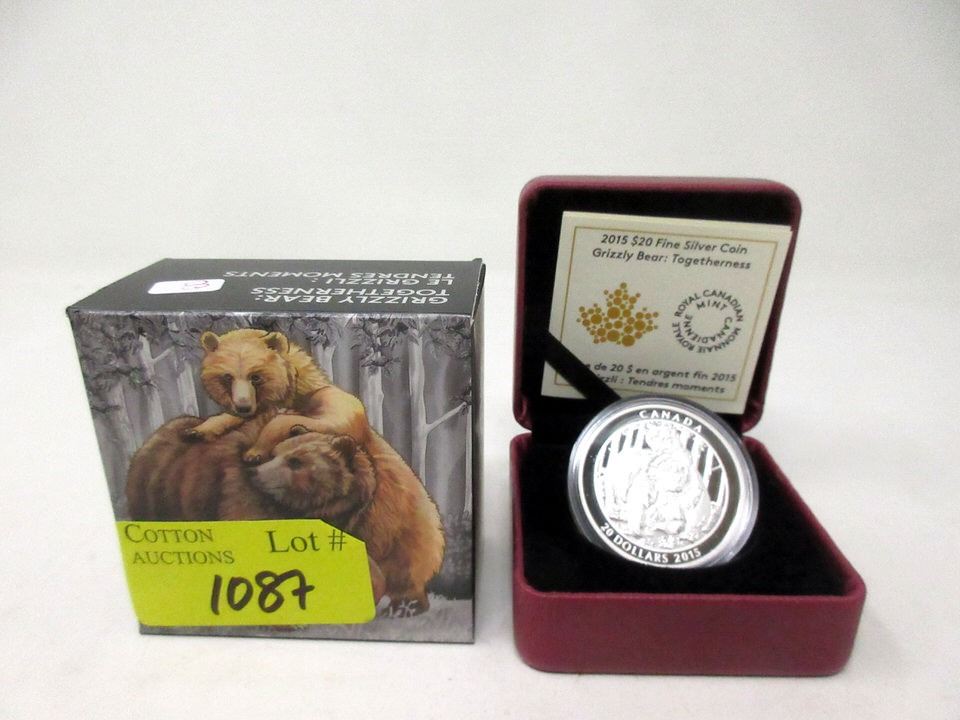 GRIZZLY BEAR:
TOGETHERNESS
LE GRIZZLI :
TENDRES MOMENTS
COTTON
AUCTIONS
Lot #
1087
2015 $20 Fine Silver Coin
Grizzly Bear: Togetherness
ROYAL CANADIAN MINT
MONNAIE ROYALE CANADIENNE
de 20 $ en argent fin 2015
: Tendres moments
CANADA
20 DOLLARS 2015